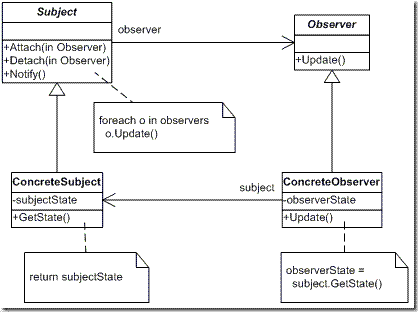 Subject
+Attach(in Observer)
+Detach(in Observer)
+Notify()
observer
Observer
+Update()
foreach o in observers
o.Update()
ConcreteSubject
-subjectState
+GetState()
subject
ConcreteObserver
-observerState
+Update()
return subjectState
observerState =
subject.GetState()